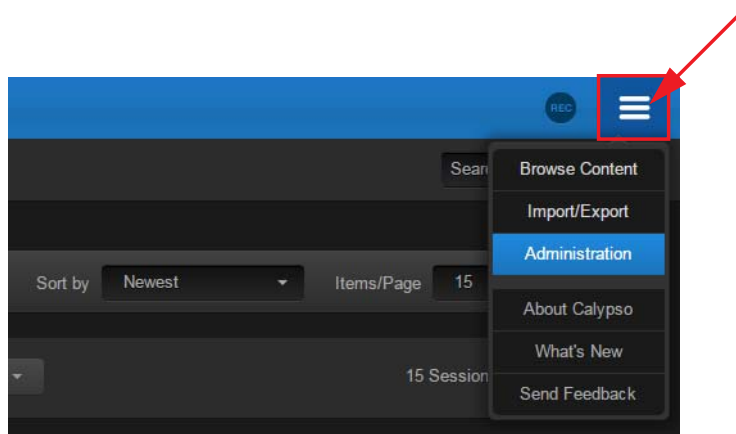 REC
Sear
Browse Content
Import/Export
Administration
Sort by Newest Items/Page 15
About Calypso
What's New
15 Session
Send Feedback